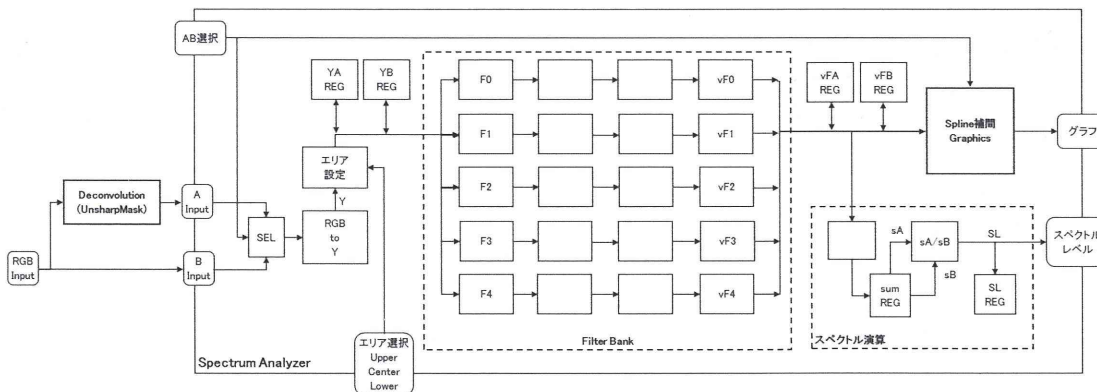 AB選択
YA
REG
YB
REG
F0
vF0
vFA
REG
vFB
REG
F1
vF1
Spline補間
Graphics
グラフ
エリア
設定
Deconvolution
(UnsharpMask)
A
Input
Y
F2
vF2
SEL
RGB
to
Y
F3
vF3
sA
sA/sB
SL
スペクトル
レベル
RGB
Input
B
Input
sB
F4
vF4
sum
REG
SL
REG
エリア選択
Upper
Center
Lower
Filter Bank
スペクトル演算
Spectrum Analyzer